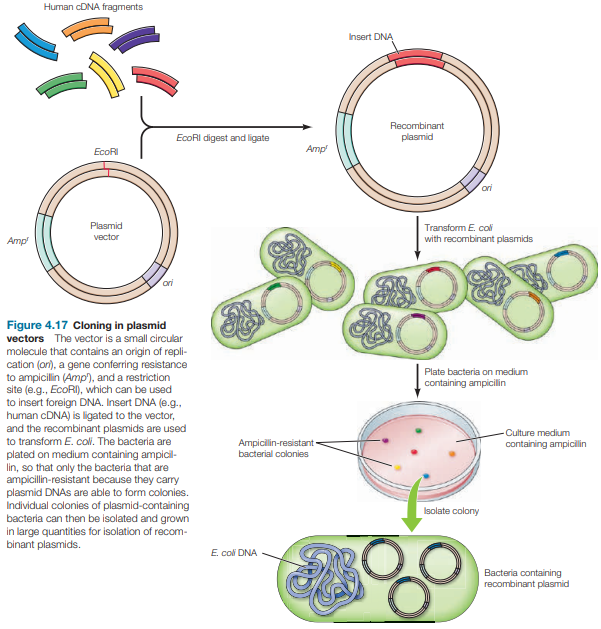 Human cDNA fragments
Insert DNA
Recombinant
plasmid
Ampʳ
ori
EcoRI digest and ligate
EcoRI
Plasmid
vector
Ampʳ
ori
Transform E. coli
with recombinant plasmids
Figure 4.17 Cloning in plasmid
vectors The vector is a small circular
molecule that contains an origin of repli-
cation (ori), a gene conferring resistance
to ampicillin (Ampʳ), and a restriction
site (e.g., EcoRI), which can be used
to insert foreign DNA. Insert DNA (e.g.,
human cDNA) is ligated to the vector,
and the recombinant plasmids are used
to transform E. coli. The bacteria are
plated on medium containing ampicil-
lin, so that only the bacteria that are
ampicillin-resistant because they carry
plasmid DNAs are able to form colonies.
Individual colonies of plasmid-containing
bacteria can then be isolated and grown
in large quantities for isolation of recom-
binant plasmids.
Plate bacteria on medium
containing ampicillin
Ampicillin-resistant
bacterial colonies
Culture medium
containing ampicillin
Isolate colony
E. coli DNA
Bacteria containing
recombinant plasmid